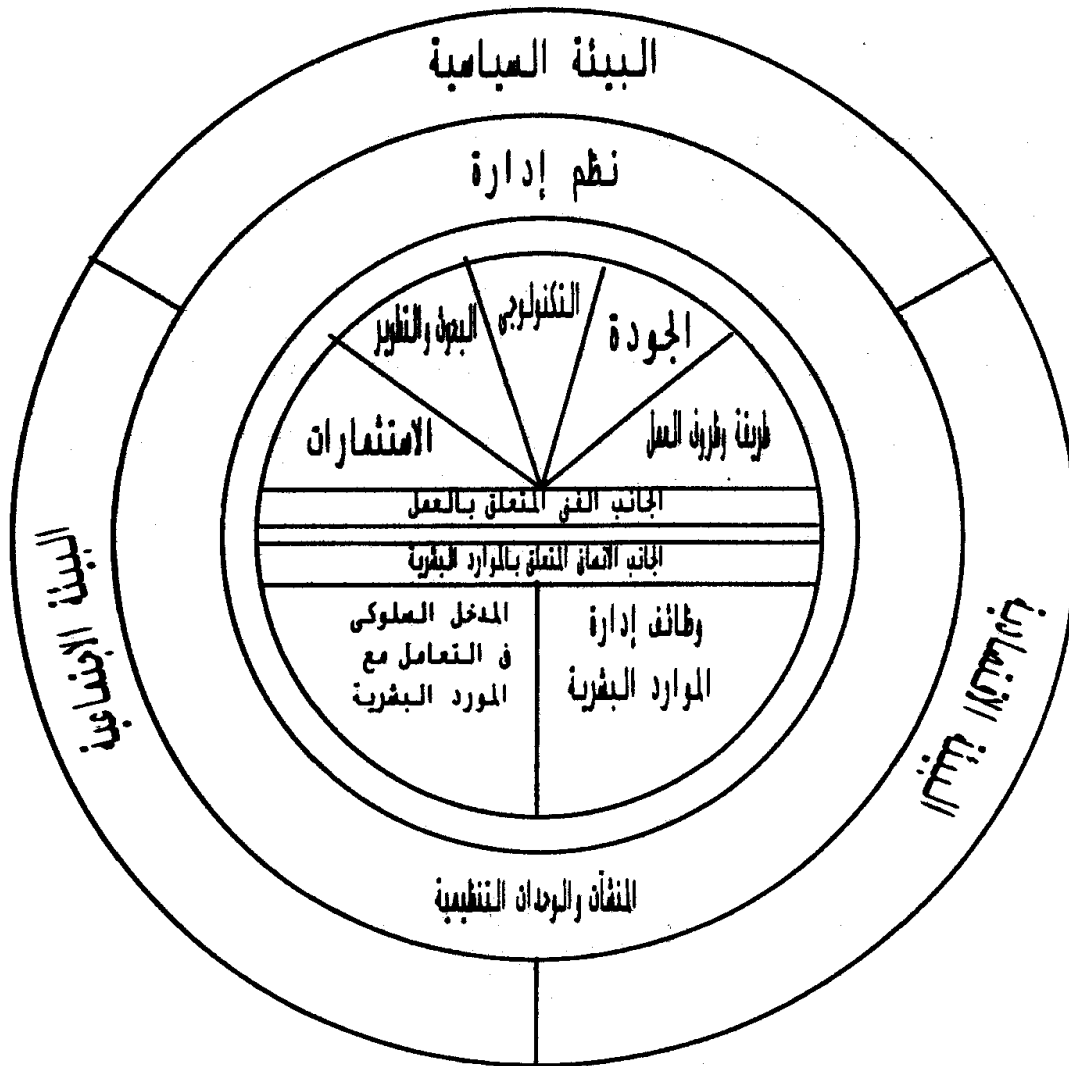 البيئة السياسية
نظم إدارة
التكنولوجى
الجودة
البحوث والتطوير
طريقة وظروف العمل
الاستثمارات
الجانب الفنى المتعلق بالعمل
الجانب الانسانى المتعلق بالموارد البشرية
وظائف إدارة
الموارد البشرية
المدخل السلوكى
فى التعامل مع
المورد البشرية
البيئة الاقتصادية
البيئة الاجتماعية
المنشآت والوحدات التنظيمية